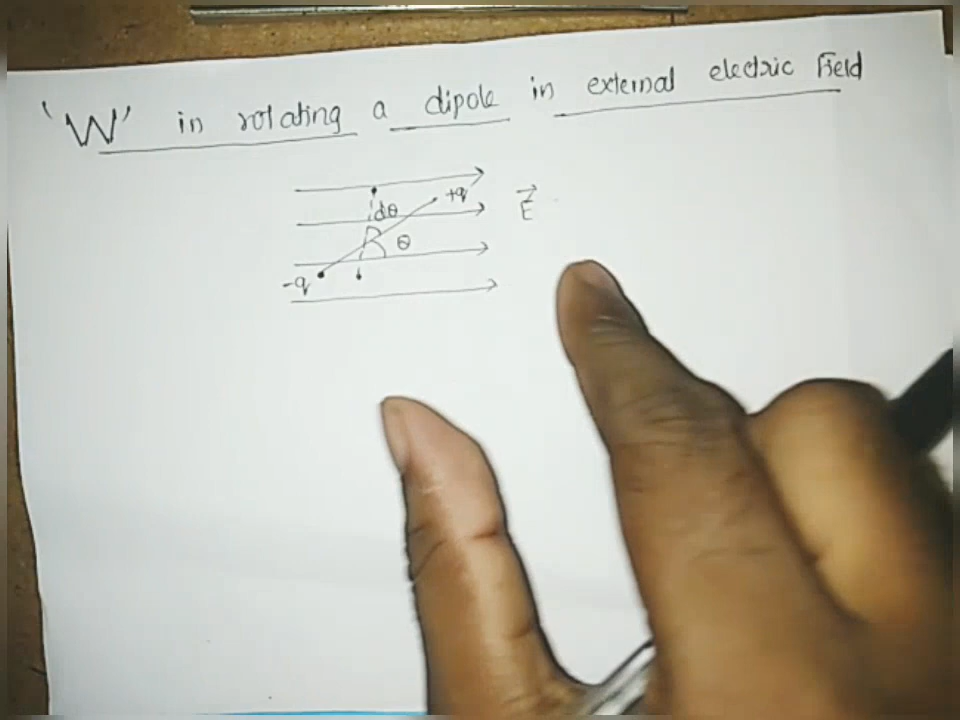 'W' in rotating a dipole in external electric Field
+q
dθ
E⃗
θ
-q